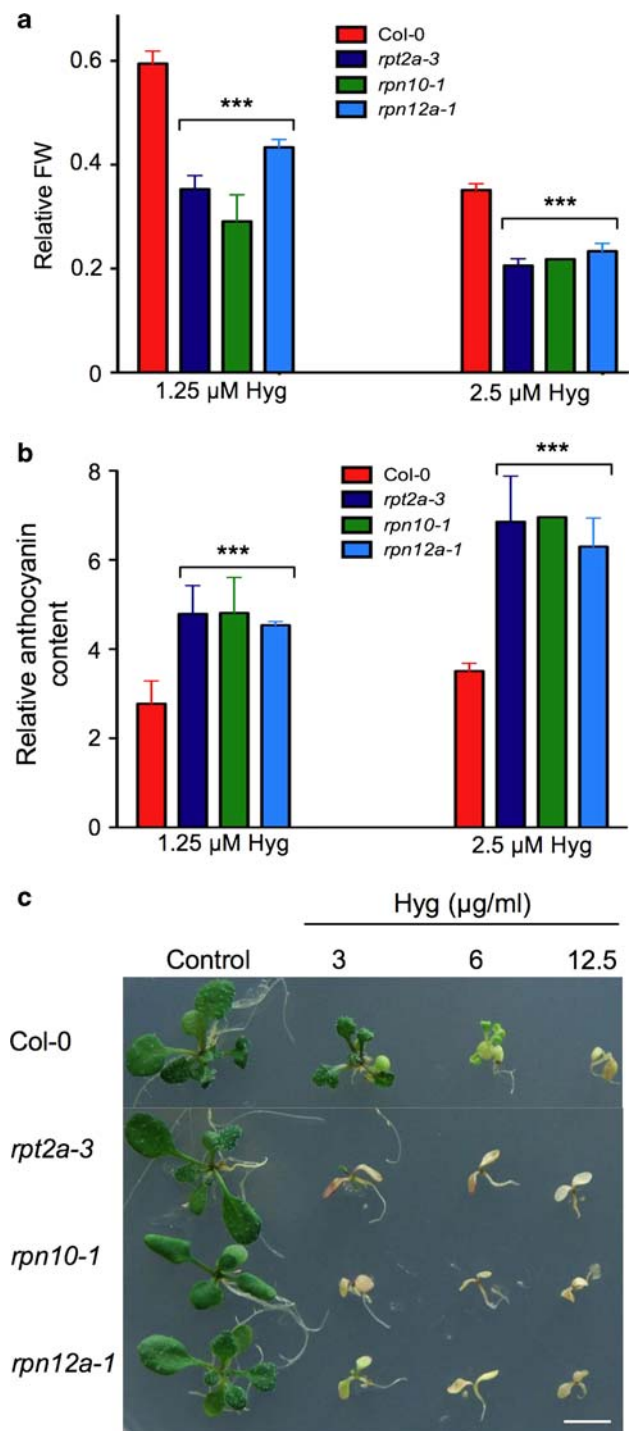 a
Col-0
rpt2a-3
rpn10-1
rpn12a-1
***
***
Relative FW
0.6
0.4
0.2
0
1.25 µM Hyg
2.5 µM Hyg
b
Col-0
rpt2a-3
rpn10-1
rpn12a-1
***
***
Relative anthocyanin
content
8
6
4
2
0
1.25 µM Hyg
2.5 µM Hyg
c
Hyg (µg/ml)
Control 3 6 12.5
Col-0
rpt2a-3
rpn10-1
rpn12a-1